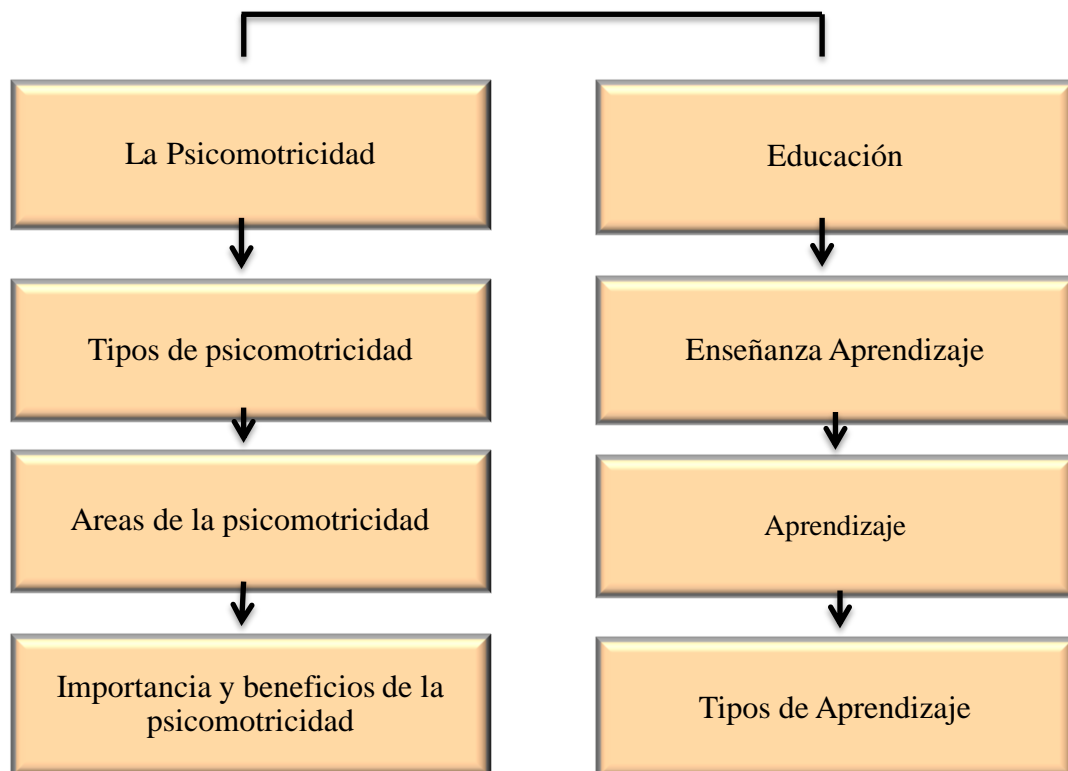 La Psicomotricidad
Educación
Tipos de psicomotricidad
Enseñanza Aprendizaje
Areas de la psicomotricidad
Aprendizaje
Importancia y beneficios de la
psicomotricidad
Tipos de Aprendizaje